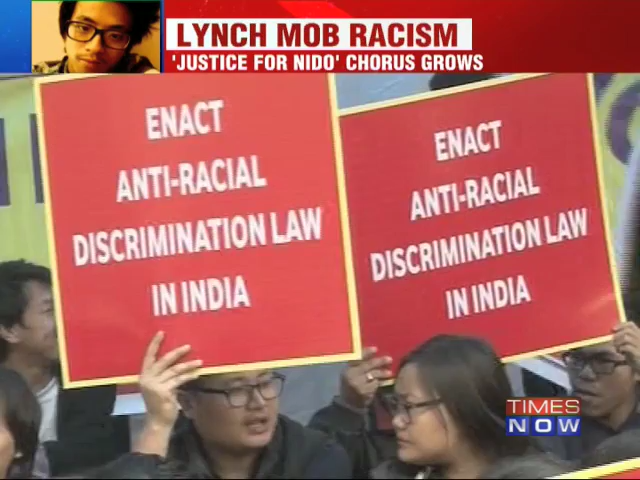 LYNCH MOB RACISM
'JUSTICE FOR NIDO' CHORUS GROWS
ENACT
ANTI-RACIAL
DISCRIMINATION LAW
IN INDIA
ENACT
ANTI-RACIAL
DISCRIMINATION LAW
IN INDIA
TIMES
NOW